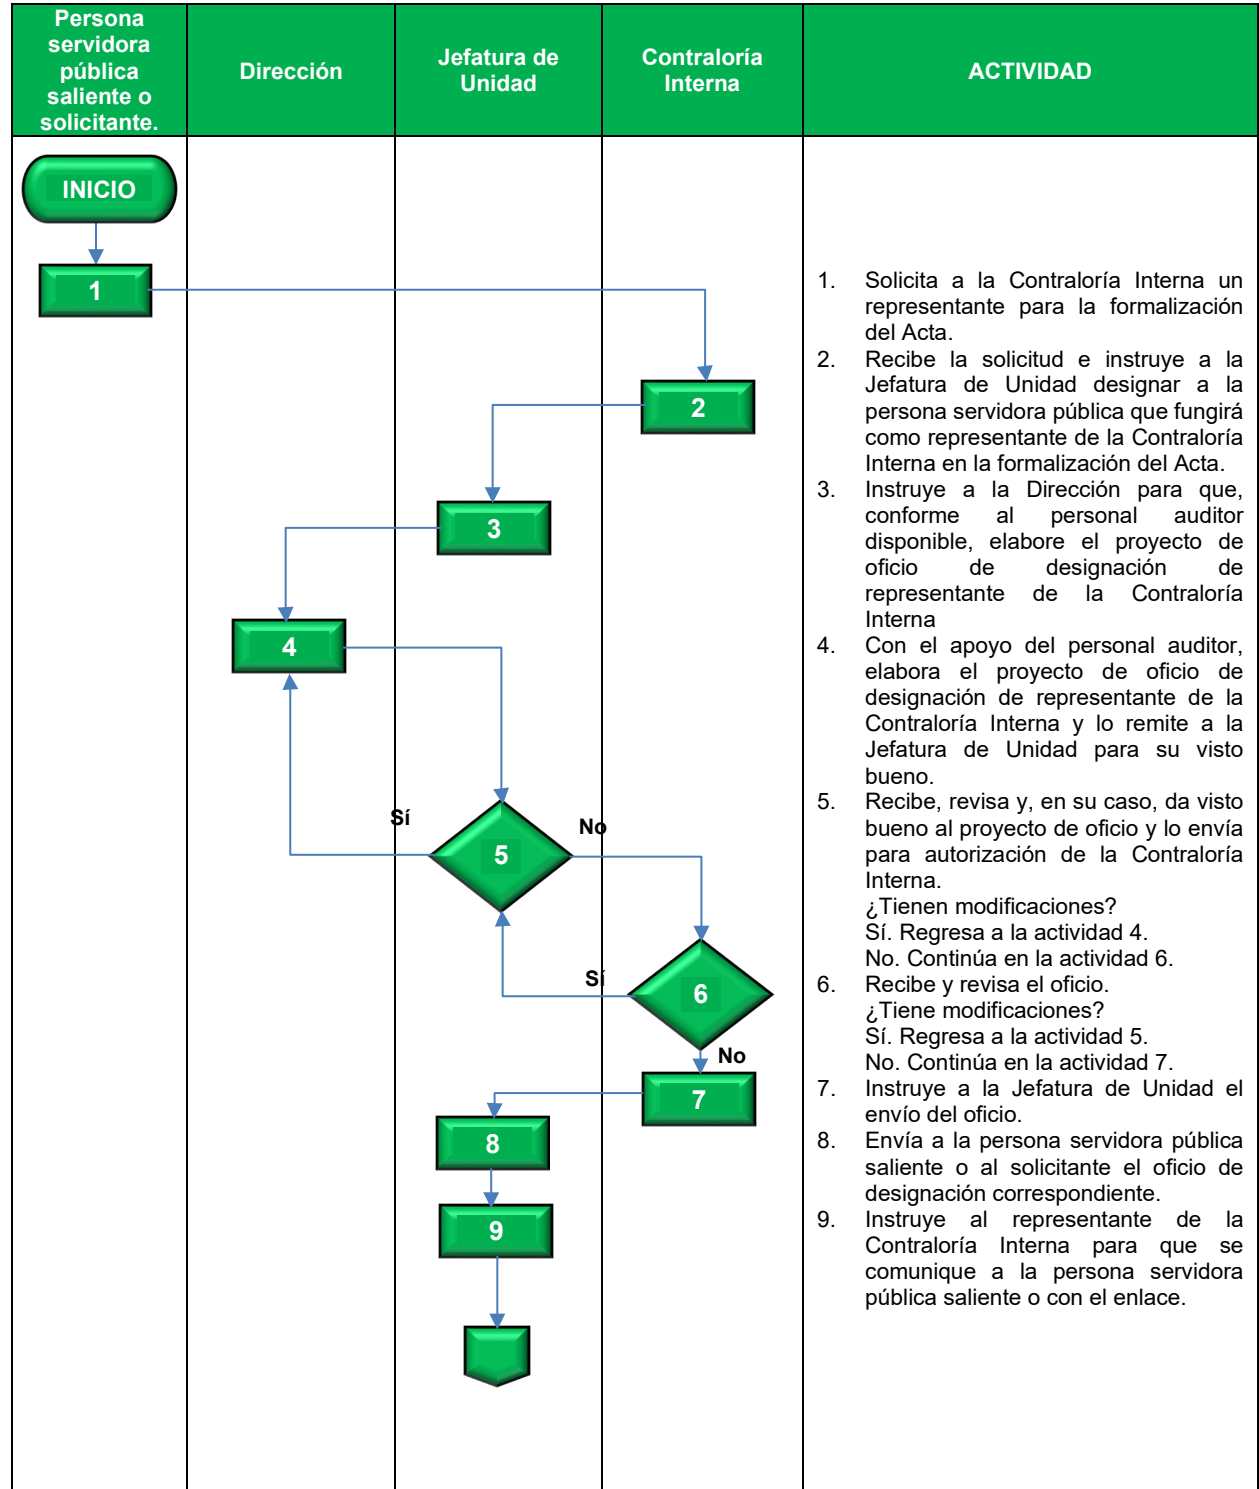 Persona
servidora
pública
saliente o
solicitante.
Dirección
Jefatura de
Unidad
Contraloría
Interna
ACTIVIDAD
INICIO
1
2
3
4
Sí
No
5
Sí
6
No
7
8
9
1. Solicita a la Contraloría Interna un
representante para la formalización
del Acta.
2. Recibe la solicitud e instruye a la
Jefatura de Unidad designar a la
persona servidora pública que fungirá
como representante de la Contraloría
Interna en la formalización del Acta.
3. Instruye a la Dirección para que,
conforme al personal auditor
disponible, elabore el proyecto de
oficio de designación de
representante de la Contraloría
Interna
4. Con el apoyo del personal auditor,
elabora el proyecto de oficio de
designación de representante de la
Contraloría Interna y lo remite a la
Jefatura de Unidad para su visto
bueno.
5. Recibe, revisa y, en su caso, da visto
bueno al proyecto de oficio y lo envía
para autorización de la Contraloría
Interna.
¿Tienen modificaciones?
Sí. Regresa a la actividad 4.
No. Continúa en la actividad 6.
6. Recibe y revisa el oficio.
¿Tiene modificaciones?
Sí. Regresa a la actividad 5.
No. Continúa en la actividad 7.
7. Instruye a la Jefatura de Unidad el
envío del oficio.
8. Envía a la persona servidora pública
saliente o al solicitante el oficio de
designación correspondiente.
9. Instruye al representante de la
Contraloría Interna para que se
comunique a la persona servidora
pública saliente o con el enlace.